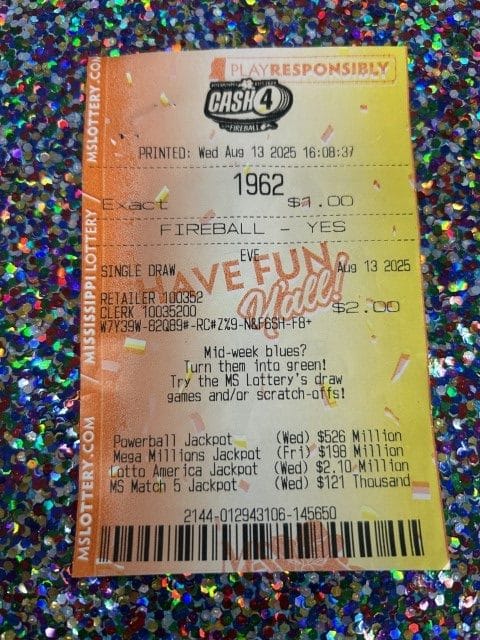 PLAYRESPONSIBLY
CASH 4
FIREBALL
PRINTED: Wed Aug 13 2025 16:08:37
1962
Exact $1.00
FIREBALL - YES
EVE
SINGLE DRAW Aug 13 2025
HAVE FUN
Y'all!
RETAILER 100352
CLERK 10035200 $2.00
W7Y39W-82Q89#-RC#Z%9-N&F6SH-F8+
Mid-week blues?
Turn them into green!
Try the MS Lottery's draw
games and/or scratch-offs!
Powerball Jackpot (Wed) $526 Million
Mega Millions Jackpot (Fri) $198 Million
Lotto America Jackpot (Wed) $2.10 Million
MS Match 5 Jackpot (Wed) $121 Thousand
2144-012943106-145650
MSLOTTERY.COM / MISSISSIPPI LOTTERY / MSLOTTERY.COM